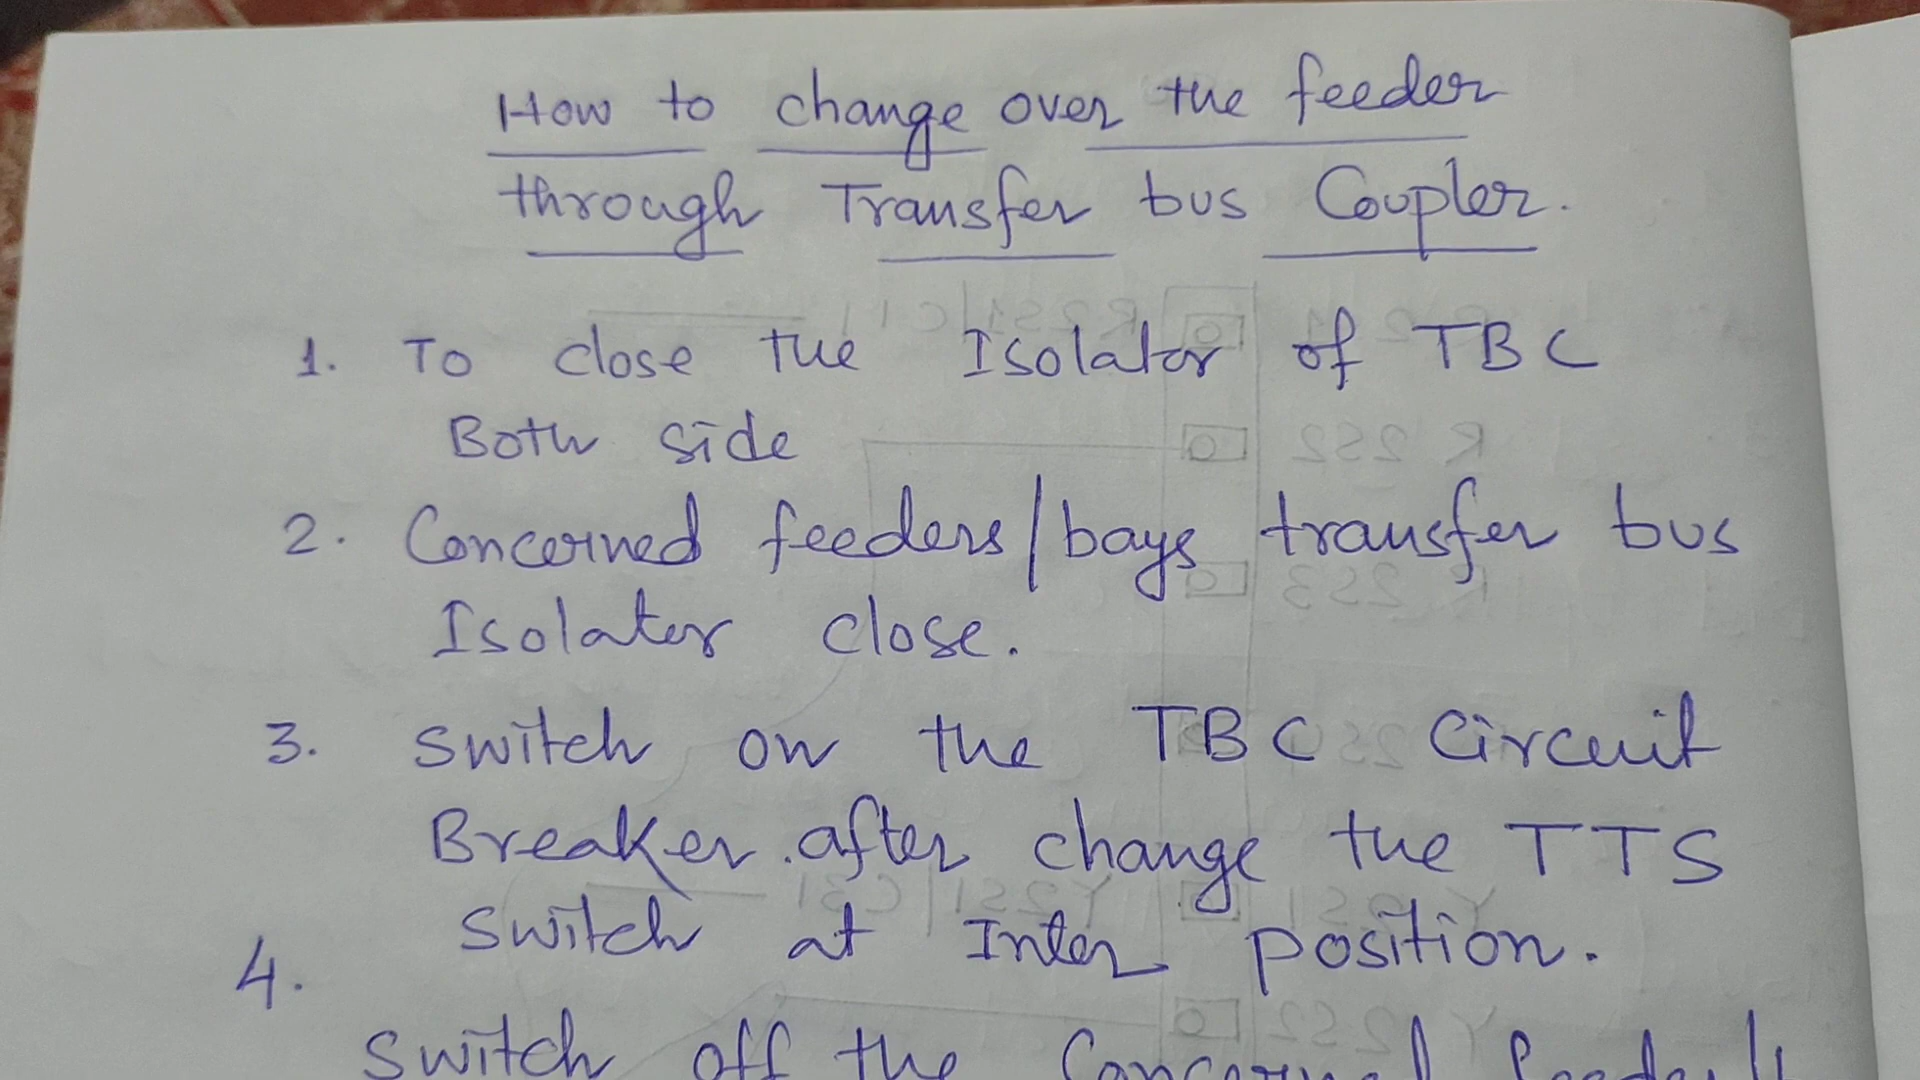 How to change over the feeder
through Transfer bus Coupler.
1. To close the Isolator of TBC
Both side
2. Concerned feeders/bays transfer bus
Isolator close.
3. Switch on the TBC Circuit
Breaker. after change the TTS
Switch at Inter position.
4.
Switch off the Concerned